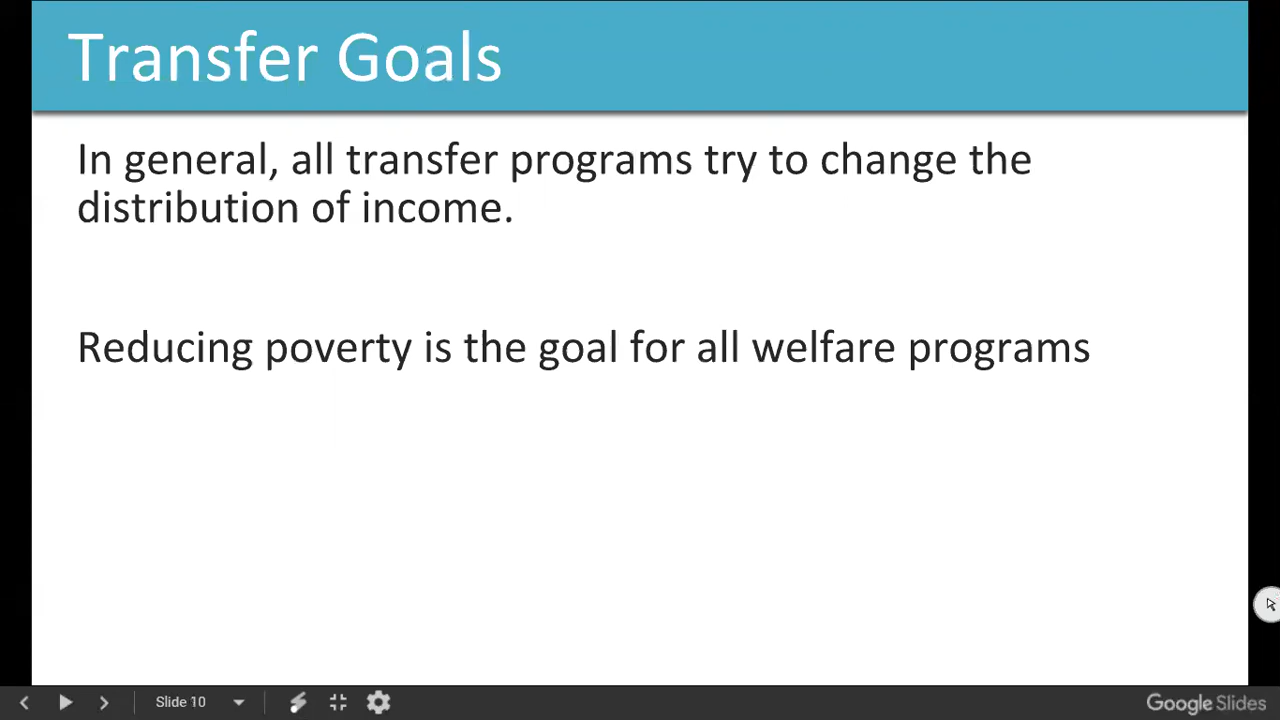 Transfer Goals
In general, all transfer programs try to change the
distribution of income.
Reducing poverty is the goal for all welfare programs
Slide 10
Google Slides